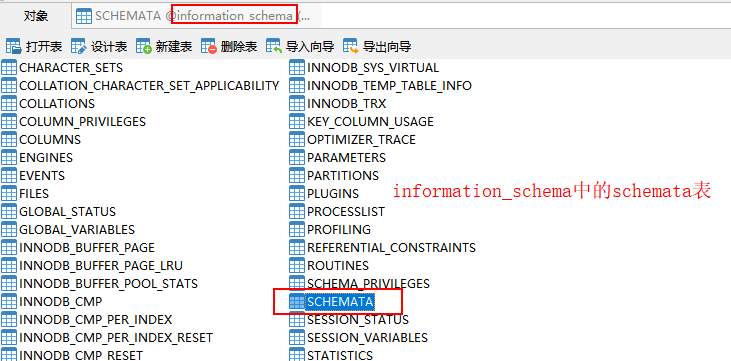 对象
SCHEMATA @information_schema (...
打开表 设计表 新建表 删除表 导入向导 导出向导
CHARACTER_SETS
COLLATION_CHARACTER_SET_APPLICABILITY
COLLATIONS
COLUMN_PRIVILEGES
COLUMNS
ENGINES
EVENTS
FILES
GLOBAL_STATUS
GLOBAL_VARIABLES
INNODB_BUFFER_PAGE
INNODB_BUFFER_PAGE_LRU
INNODB_BUFFER_POOL_STATS
INNODB_CMP
INNODB_CMP_PER_INDEX
INNODB_CMP_PER_INDEX_RESET
INNODB_CMP_RESET
INNODB_SYS_VIRTUAL
INNODB_TEMP_TABLE_INFO
INNODB_TRX
KEY_COLUMN_USAGE
OPTIMIZER_TRACE
PARAMETERS
PARTITIONS
PLUGINS
PROCESSLIST
PROFILING
REFERENTIAL_CONSTRAINTS
ROUTINES
SCHEMA_PRIVILEGES
SCHEMATA
SESSION_STATUS
SESSION_VARIABLES
STATISTICS
information_schema中的schemata表